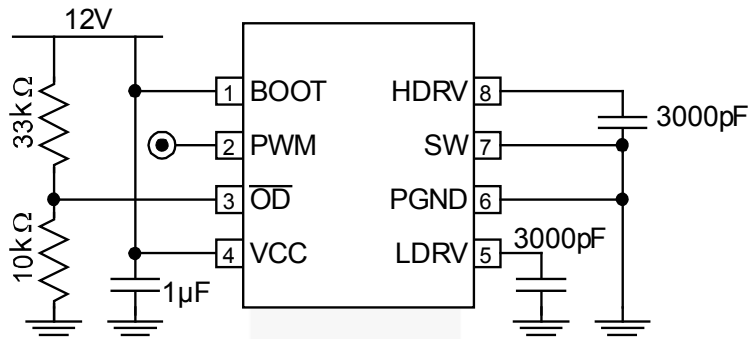 12V
33kΩ
10kΩ
1 BOOT
2 PWM
3 OD
4 VCC
1µF
HDRV 8
SW 7
PGND 6
LDRV 5
3000pF
3000pF